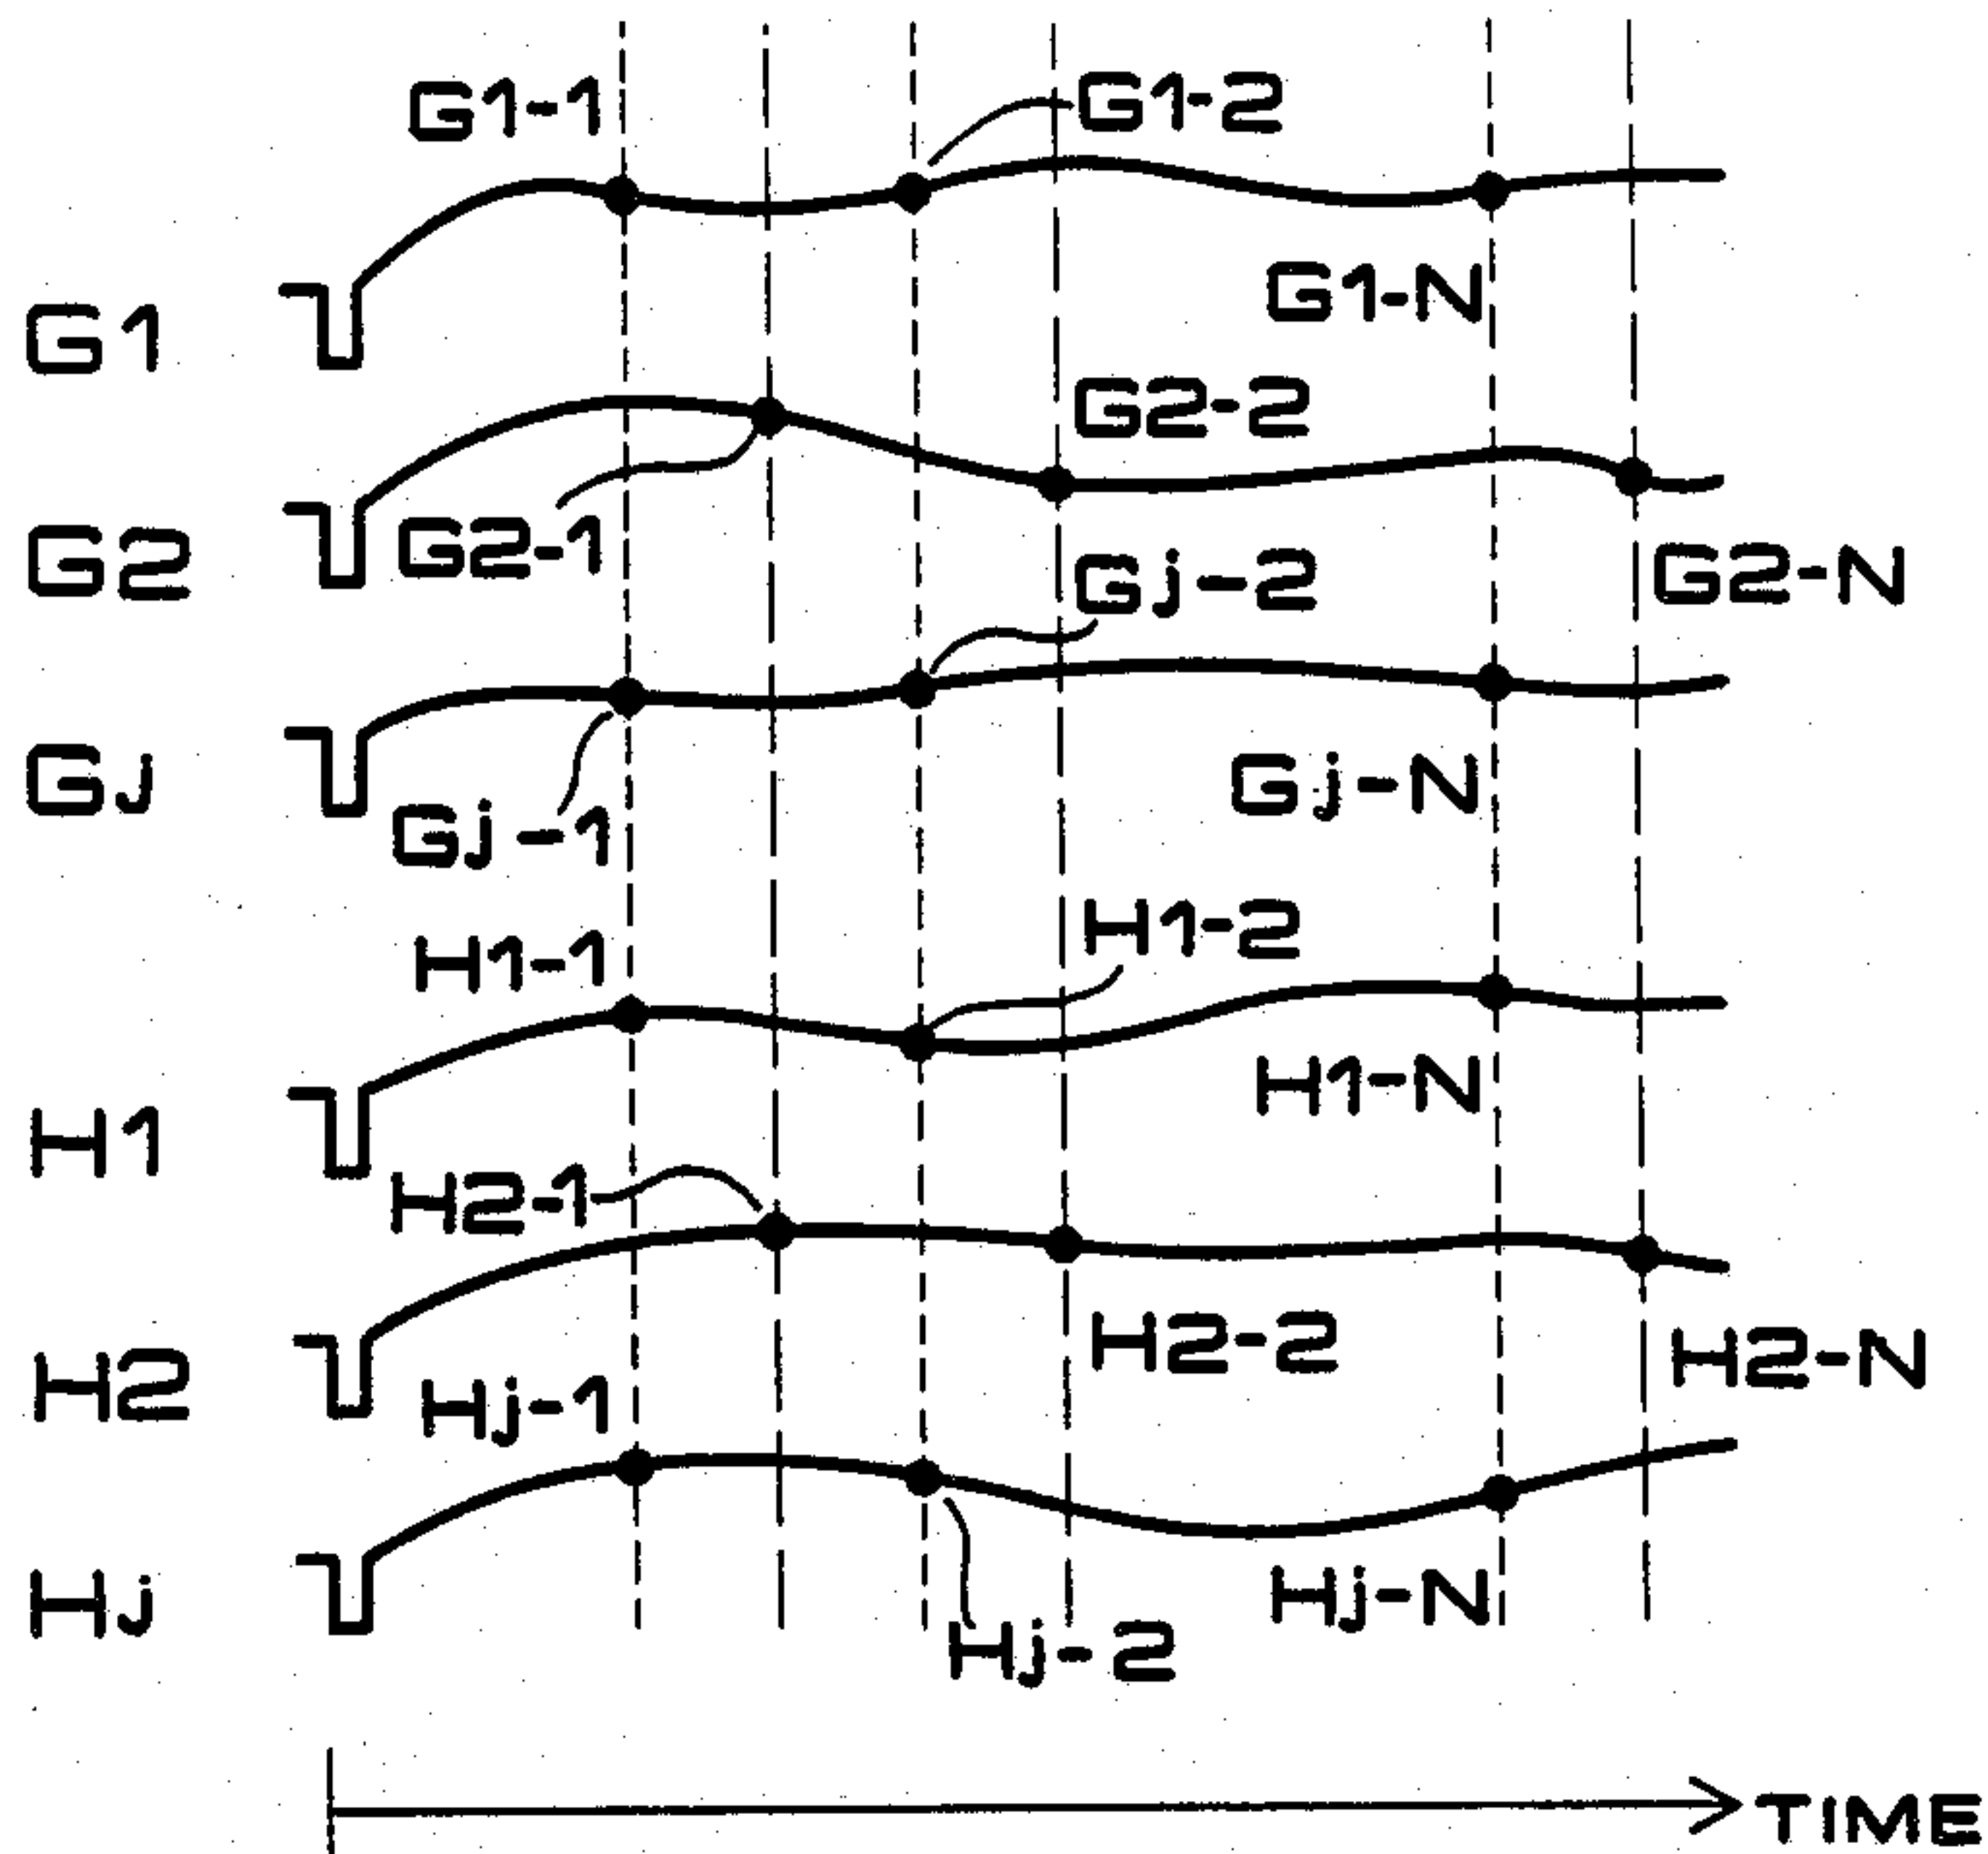 G1-1
G1-2
G1
G1-N
G2-2
G2
G2-1
Gj-2
G2-N
Gj
Gj-1
Gj-N
H1-1
H1-2
H1
H1-N
H2-1
H2
H2-2
H2-N
Hj-1
Hj
Hj-2
Hj-N
TIME